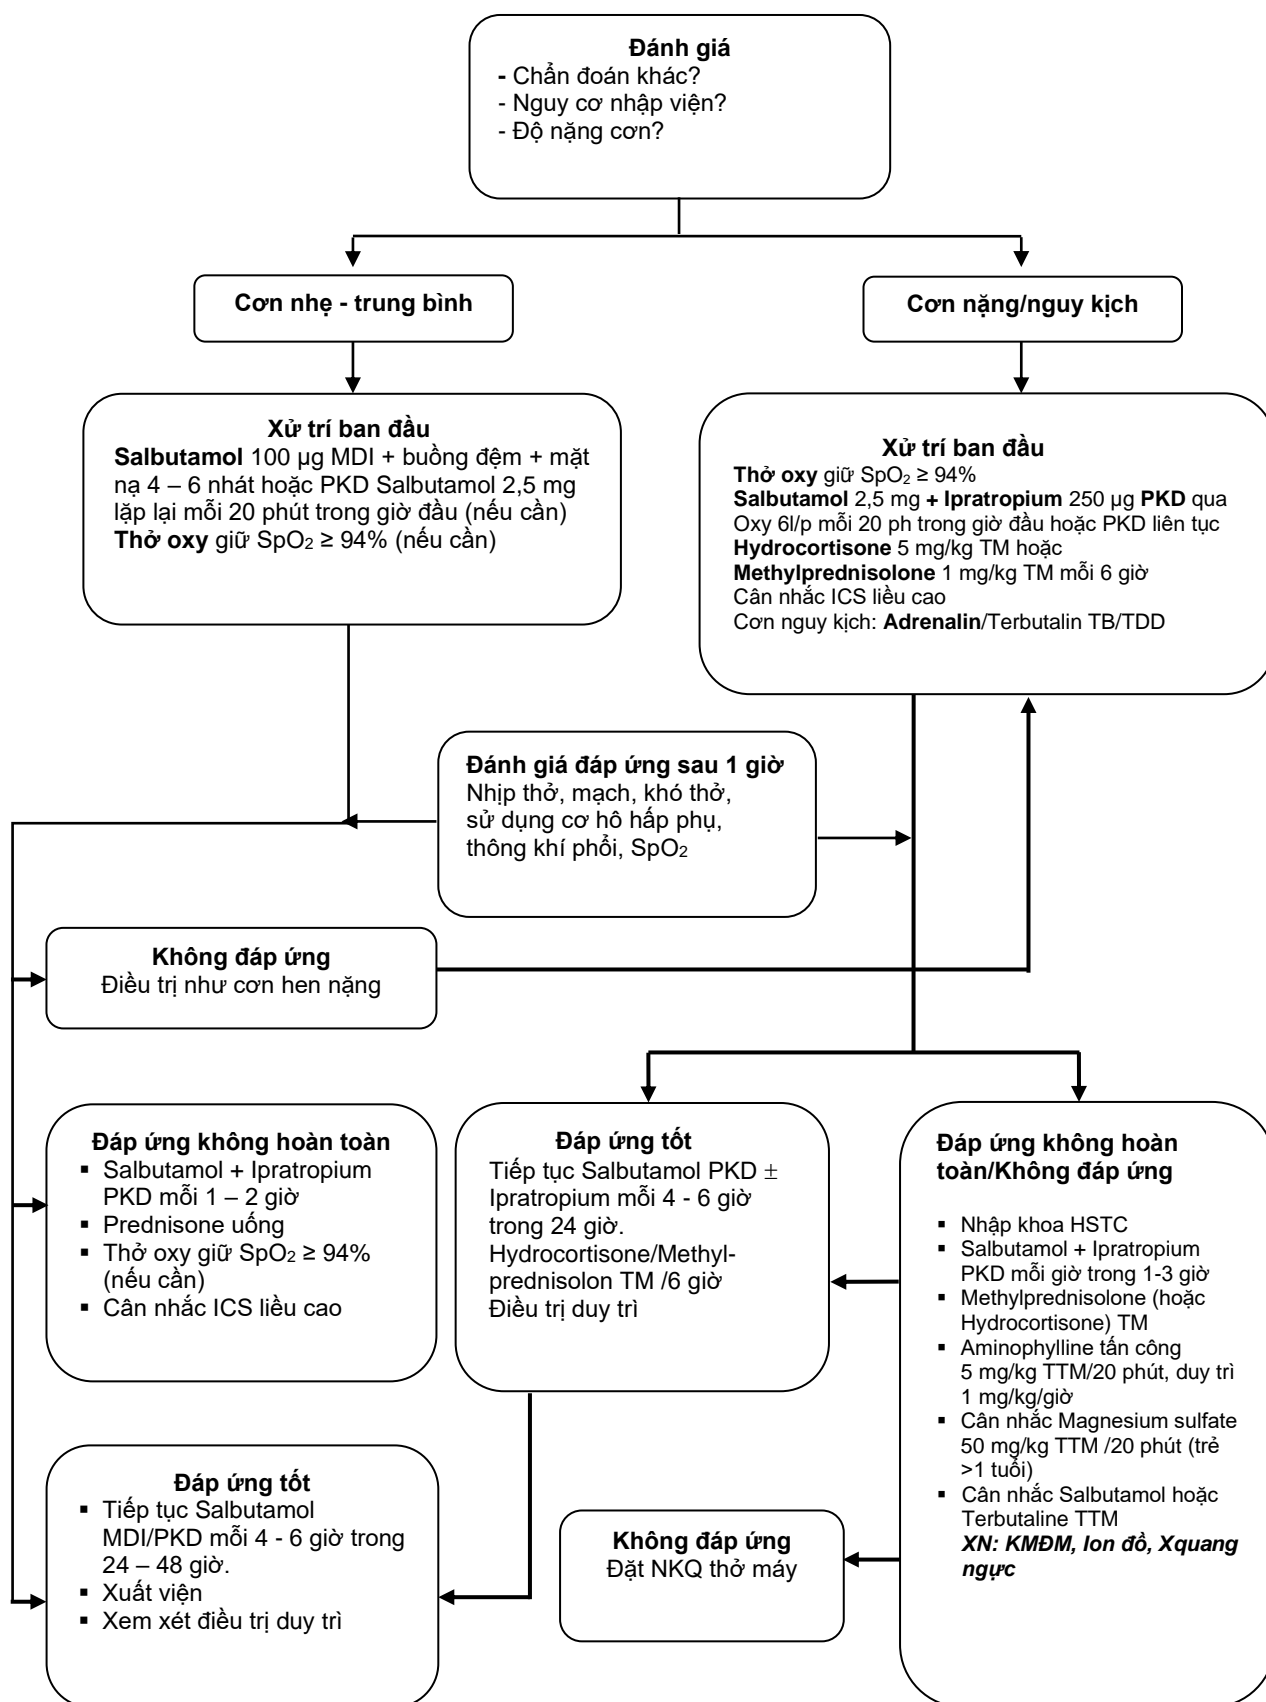 Đánh giá
- Chẩn đoán khác?
- Nguy cơ nhập viện?
- Độ nặng cơn?
Cơn nhẹ - trung bình
Cơn nặng/nguy kịch
Xử trí ban đầu
Salbutamol 100 µg MDI + buồng đệm + mặt
nạ 4 – 6 nhát hoặc PKD Salbutamol 2,5 mg
lặp lại mỗi 20 phút trong giờ đầu (nếu cần)
Thở oxy giữ SpO₂ ≥ 94% (nếu cần)
Xử trí ban đầu
Thở oxy giữ SpO₂ ≥ 94%
Salbutamol 2,5 mg + Ipratropium 250 µg PKD qua
Oxy 6l/p mỗi 20 ph trong giờ đầu hoặc PKD liên tục
Hydrocortisone 5 mg/kg TM hoặc
Methylprednisolone 1 mg/kg TM mỗi 6 giờ
Cân nhắc ICS liều cao
Cơn nguy kịch: Adrenalin/Terbutalin TB/TDD
Đánh giá đáp ứng sau 1 giờ
Nhịp thở, mạch, khó thở,
sử dụng cơ hô hấp phụ,
thông khí phổi, SpO₂
Không đáp ứng
Điều trị như cơn hen nặng
Đáp ứng không hoàn toàn
▪ Salbutamol + Ipratropium
PKD mỗi 1 – 2 giờ
▪ Prednisone uống
▪ Thở oxy giữ SpO₂ ≥ 94%
(nếu cần)
▪ Cân nhắc ICS liều cao
Đáp ứng tốt
Tiếp tục Salbutamol PKD ±
Ipratropium mỗi 4 - 6 giờ
trong 24 giờ.
Hydrocortisone/Methyl-
prednisolon TM /6 giờ
Điều trị duy trì
Đáp ứng không hoàn
toàn/Không đáp ứng
▪ Nhập khoa HSTC
▪ Salbutamol + Ipratropium
PKD mỗi giờ trong 1-3 giờ
▪ Methylprednisolone (hoặc
Hydrocortisone) TM
▪ Aminophylline tấn công
5 mg/kg TTM/20 phút, duy trì
1 mg/kg/giờ
▪ Cân nhắc Magnesium sulfate
50 mg/kg TTM /20 phút (trẻ
>1 tuổi)
▪ Cân nhắc Salbutamol hoặc
Terbutaline TTM
XN: KMĐM, Ion đồ, Xquang
ngực
Đáp ứng tốt
▪ Tiếp tục Salbutamol
MDI/PKD mỗi 4 - 6 giờ trong
24 – 48 giờ.
▪ Xuất viện
▪ Xem xét điều trị duy trì
Không đáp ứng
Đặt NKQ thở máy